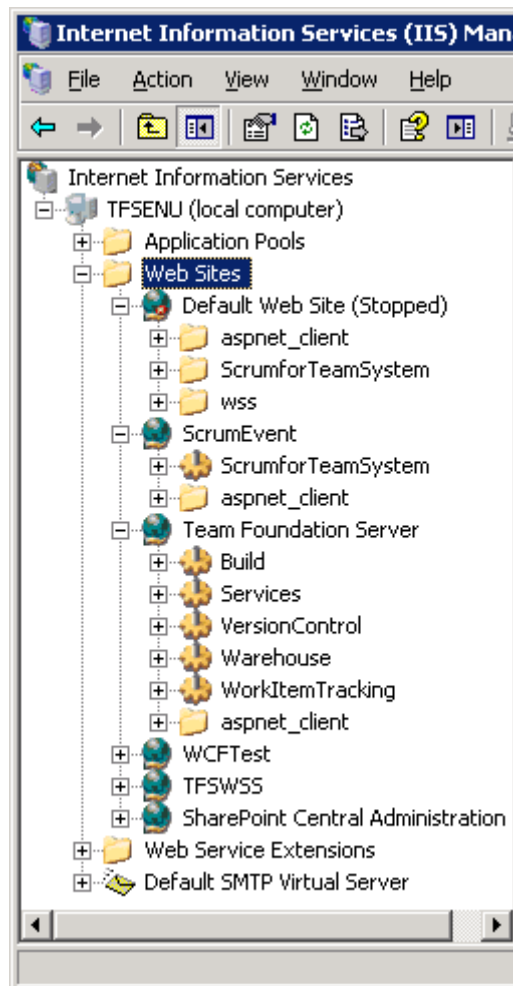 Internet Information Services (IIS) Man
File Action View Window Help
Internet Information Services
TFSENU (local computer)
Application Pools
Web Sites
Default Web Site (Stopped)
aspnet_client
ScrumforTeamSystem
wss
ScrumEvent
ScrumforTeamSystem
aspnet_client
Team Foundation Server
Build
Services
VersionControl
Warehouse
WorkItemTracking
aspnet_client
WCFTest
TFSWSS
SharePoint Central Administration
Web Service Extensions
Default SMTP Virtual Server